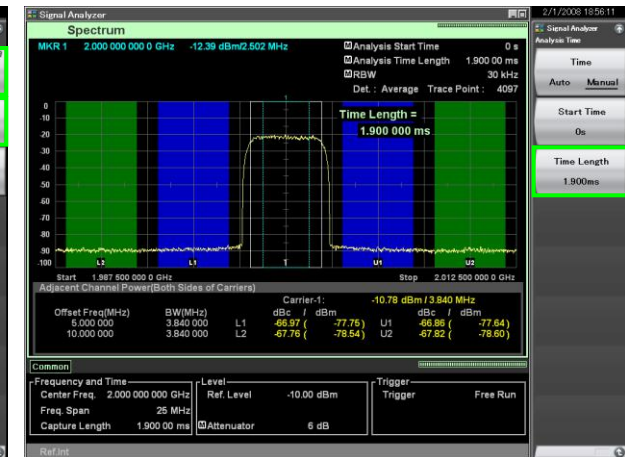 Signal Analyzer
2/1/2008 18:56:11
Spectrum
MKR 1 2.000 000 000 0 GHz -12.39 dBm/2.502 MHz
M Analysis Start Time 0 s
M Analysis Time Length 1.900 00 ms
M RBW 30 kHz
Det. : Average Trace Point : 4097
1
Time Length =
1.900 000 ms
0
-10
-20
-30
-40
-50
-60
-70
-80
-90
-100
L2
L1
T
U1
U2
Start 1.987 500 000 0 GHz
Stop 2.012 500 000 0 GHz
Adjacent Channel Power(Both Sides of Carriers)
Carrier-1: -10.78 dBm / 3.840 MHz
Offset Freq(MHz) BW(MHz) dBc / dBm dBc / dBm
5.000 000 3.840 000 L1 -66.97 ( -77.75) U1 -66.86 ( -77.64)
10.000 000 3.840 000 L2 -67.76 ( -78.54) U2 -67.82 ( -78.60)
Common
Frequency and Time
Center Freq. 2.000 000 000 GHz
Freq. Span 25 MHz
Capture Length 1.900 00 ms
Level
Ref. Level -10.00 dBm
M Attenuator 6 dB
Trigger
Trigger Free Run
Ref.Int
Signal Analyzer
Analysis Time
Time
Auto Manual
Start Time
0s
Time Length
1.900ms